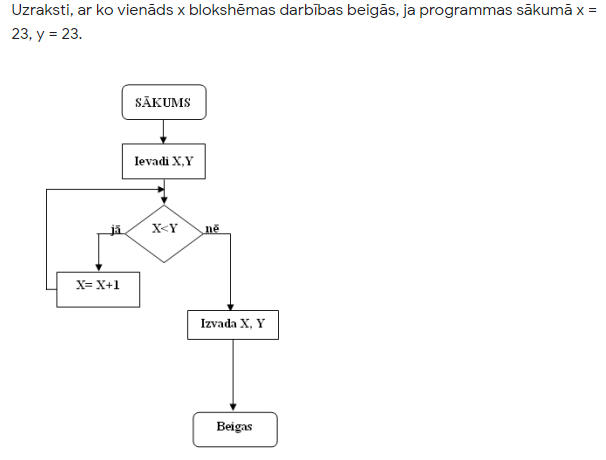 Uzraksti, ar ko vienāds x blokshēmas darbības beigās, ja programmas sākumā x =
23, y = 23.
SĀKUMS
Ievadi X,Y
jā
X<Y
nē
X= X+1
Izvada X, Y
Beigas